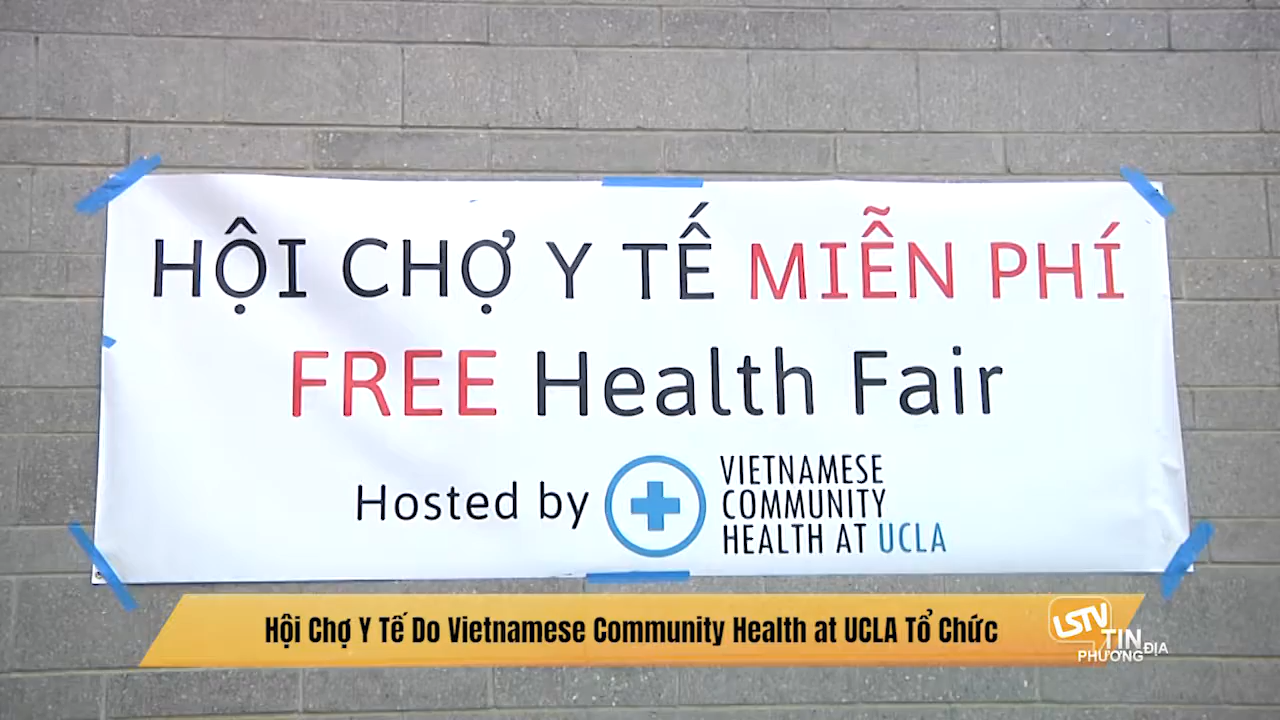 HỘI CHỢ Y TẾ MIỄN PHÍ
FREE Health Fair
Hosted by
VIETNAMESE
COMMUNITY
HEALTH AT UCLA
Hội Chợ Y Tế Do Vietnamese Community Health at UCLA Tổ Chức
LSTV
TIN
ĐỊA
PHƯƠNG